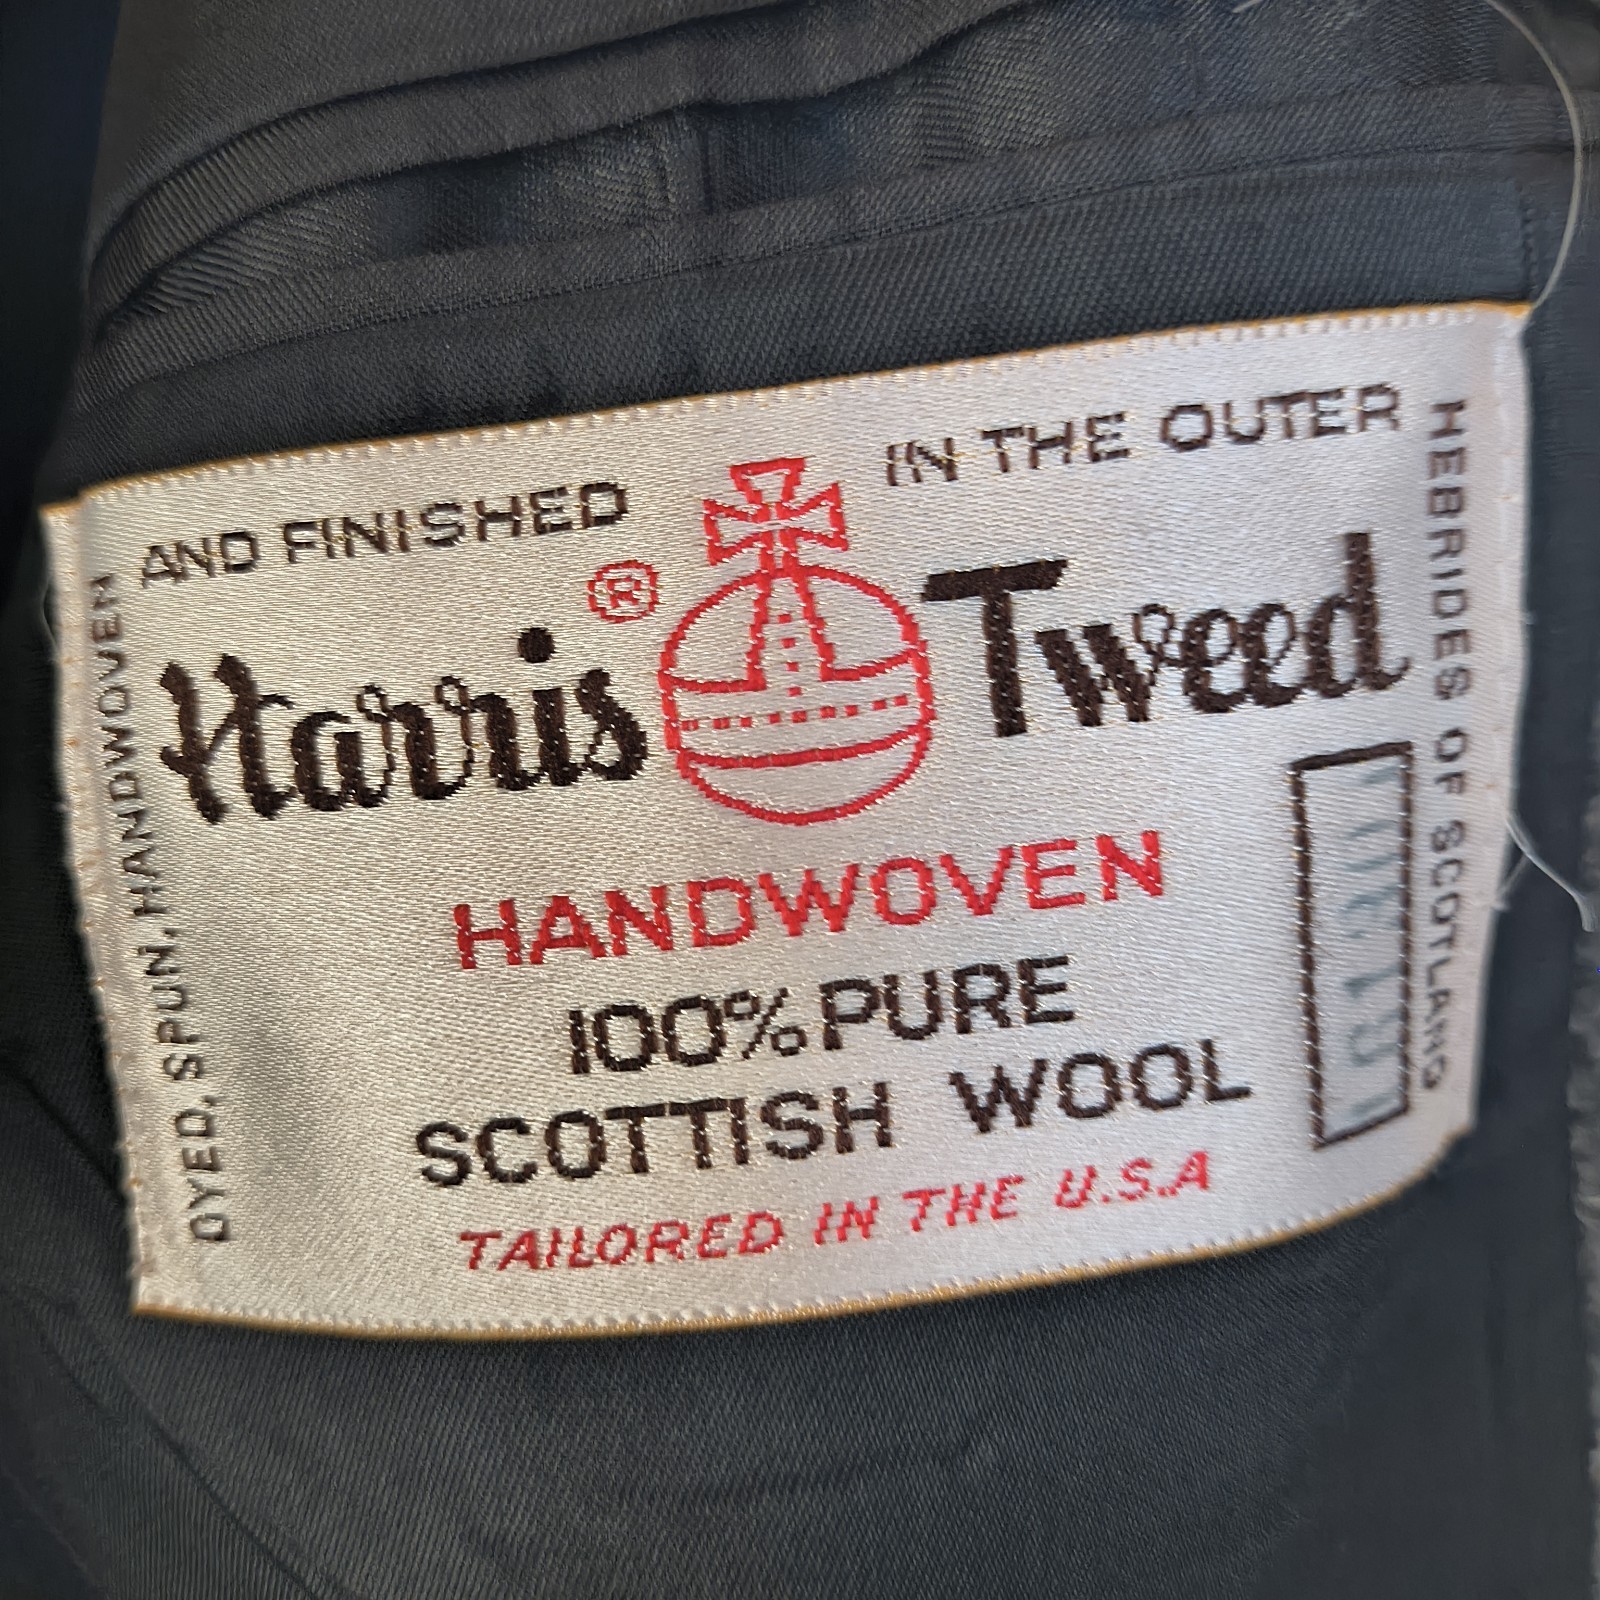 DYED, SPUN, HANDWOVEN
AND FINISHED
IN THE OUTER
HEBRIDES OF SCOTLAND
Harris ® Tweed
HANDWOVEN
100% PURE
SCOTTISH WOOL
TAILORED IN THE U.S.A